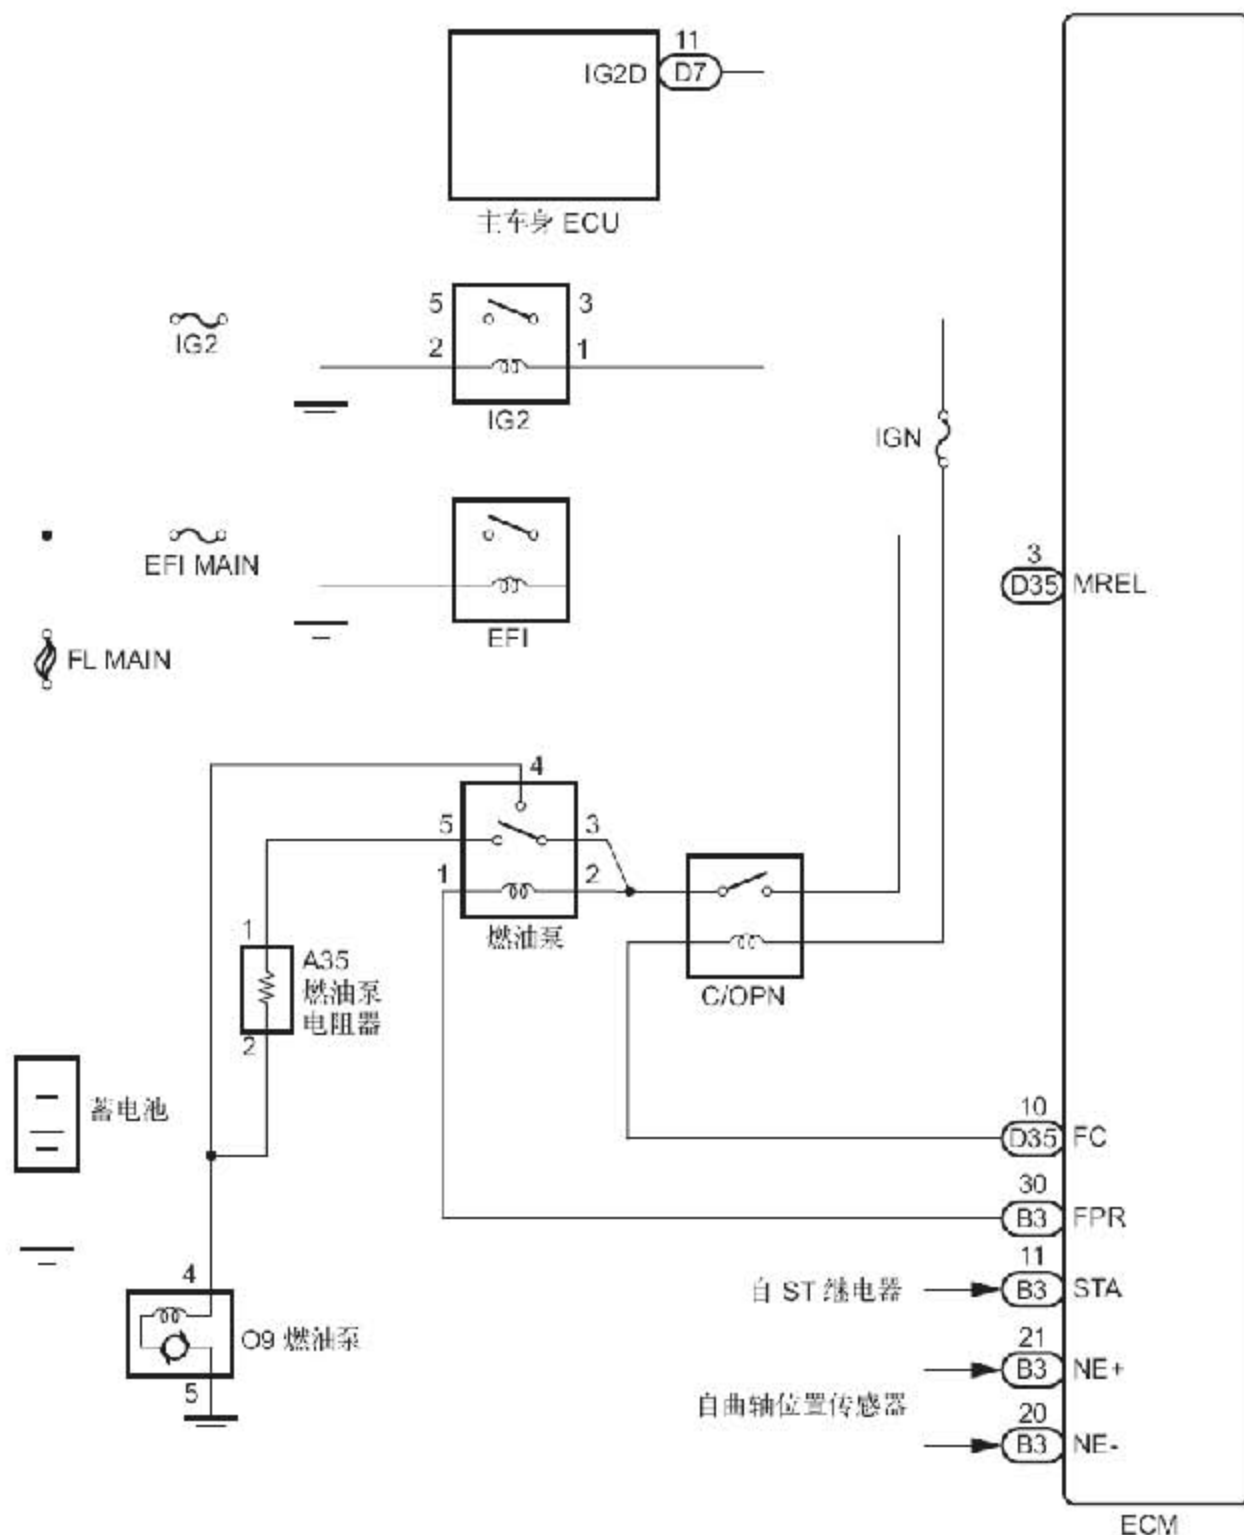 11
IG2D
D7
主车身 ECU
5
3
IG2
2
1
IG2
IGN
EFI MAIN
3
D35
MREL
EFI
FL MAIN
4
5
3
1
2
燃油泵
1
A35
燃油泵
电阻器
C/OPN
2
蓄电池
10
D35
FC
30
B3
FPR
11
4
自 ST 继电器
B3
STA
O9 燃油泵
21
B3
NE+
5
自曲轴位置传感器
20
B3
NE-
ECM